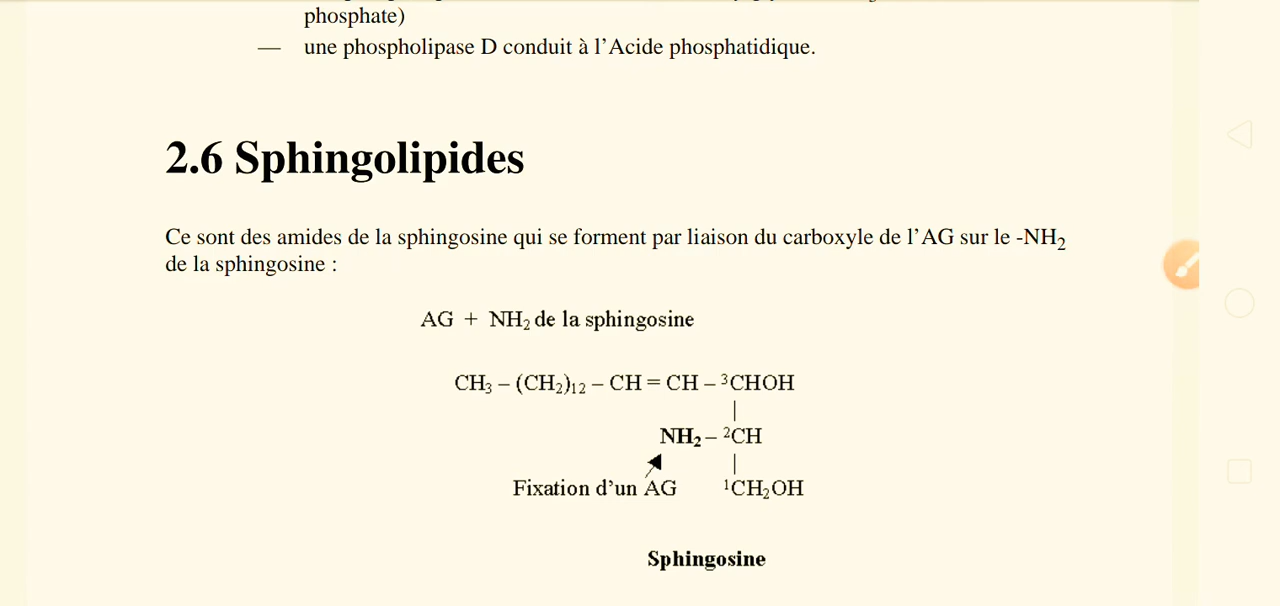 phosphate)
— une phospholipase D conduit à l’Acide phosphatidique.
2.6 Sphingolipides
Ce sont des amides de la sphingosine qui se forment par liaison du carboxyle de l’AG sur le -NH₂
de la sphingosine :
AG + NH₂ de la sphingosine
CH₃ – (CH₂)₁₂ – CH = CH – ³CHOH
|
NH₂ – ²CH
|
Fixation d’un AG ¹CH₂OH
Sphingosine